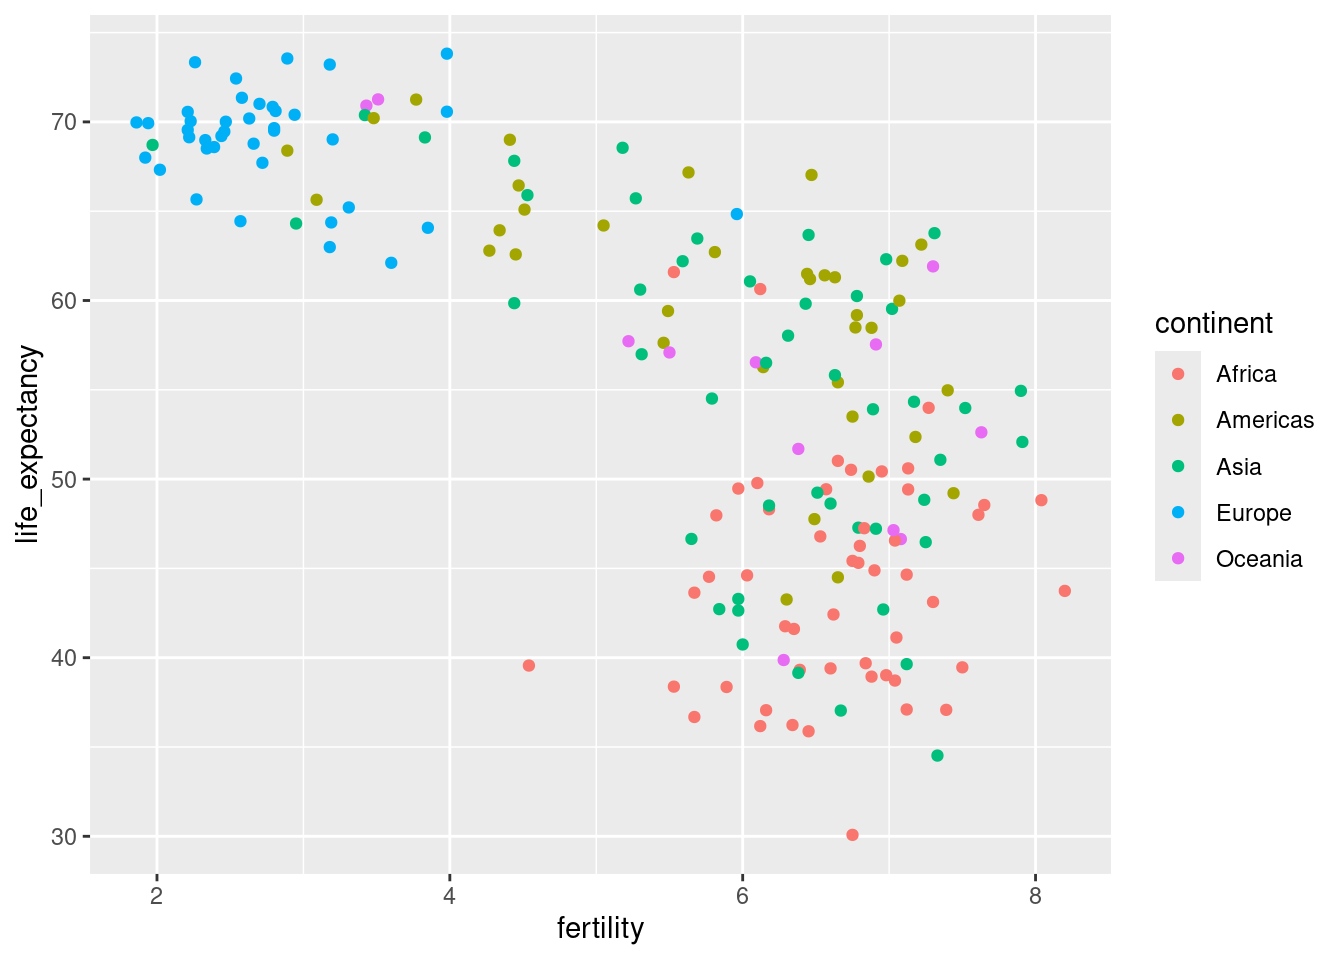 70
60
50
40
30
life_expectancy
2 4 6 8
fertility
continent
Africa
Americas
Asia
Europe
Oceania